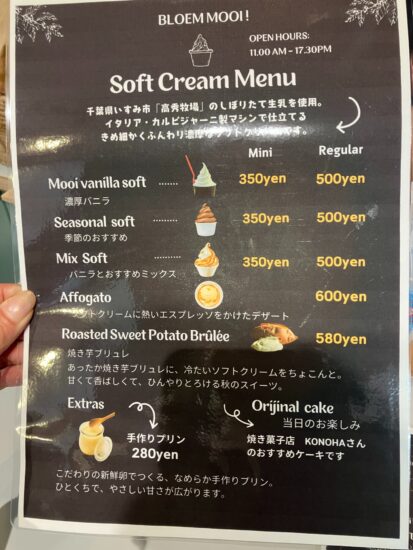 BLOEM MOOI !
OPEN HOURS:
11.00 AM - 17.30PM
Soft Cream Menu
千葉県いすみ市「高秀牧場」のしぼりたて生乳を使用。
イタリア・カルピジャーニ製マシンで仕立てる
きめ細かくふんわり濃厚なソフトクリームです。
Mini Regular
Mooi vanilla soft ........ 350yen 500yen
濃厚バニラ
Seasonal soft ........ 350yen 500yen
季節のおすすめ
Mix Soft ........ 350yen 500yen
バニラとおすすめミックス
Affogato 600yen
ソフトクリームに熱いエスプレッソをかけたデザート
Roasted Sweet Potato Brûlée 580yen
焼き芋ブリュレ
あったか焼き芋ブリュレに、冷たいソフトクリームをちょこんと。
甘くて香ばしくて、ひんやりとろける秋のスイーツ。
Extras
手作りプリン
280yen
Orijinal cake
当日のお楽しみ
焼き菓子店 KONOHAさん
のおすすめケーキです
こだわりの新鮮卵でつくる、なめらか手作りプリン。
ひとくちで、やさしい甘さが広がります。